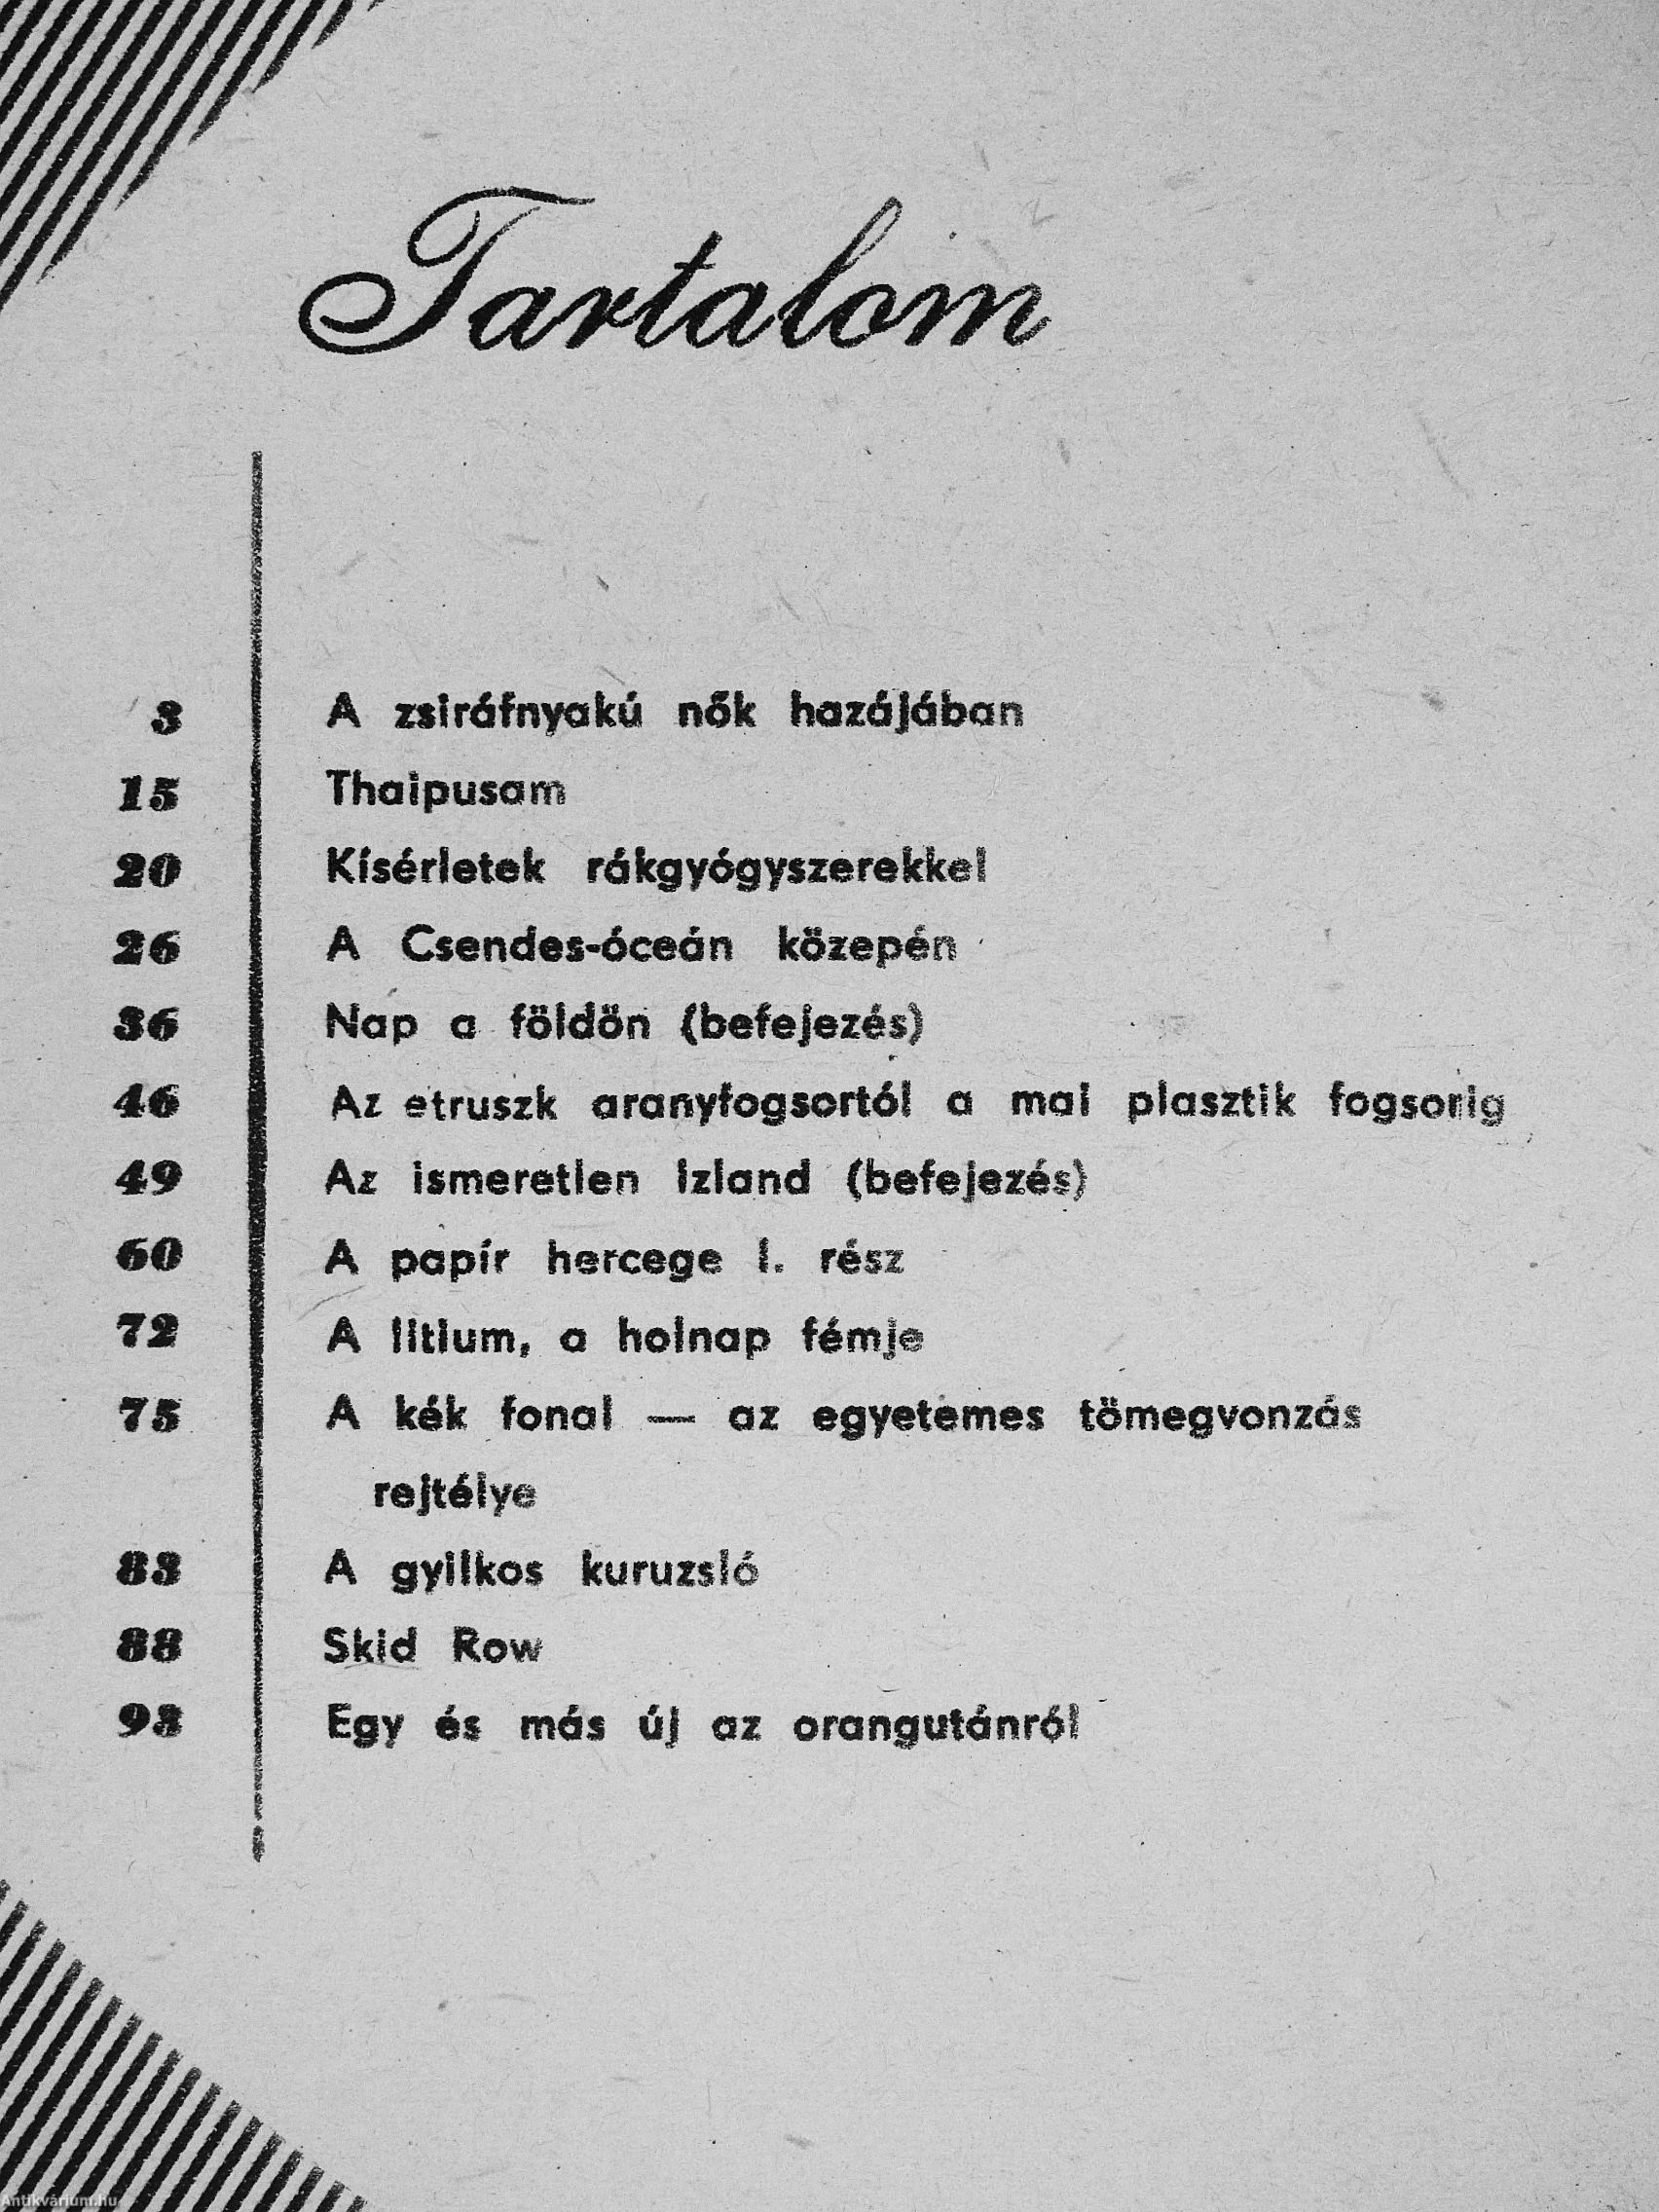 Tartalom
3 A zsiráfnyakú nők hazájában
15 Thaipusam
20 Kísérletek rákgyógyszerekkel
26 A Csendes-óceán közepén
36 Nap a földön (befejezés)
46 Az etruszk aranyfogsortól a mai plasztik fogsorig
49 Az ismeretlen Izland (befejezés)
60 A papír hercege I. rész
72 A litium, a holnap fémje
75 A kék fonal — az egyetemes tömegvonzás
rejtélye
83 A gyilkos kuruzsló
88 Skid Row
93 Egy és más új az orangutánról
Antikvárium.hu